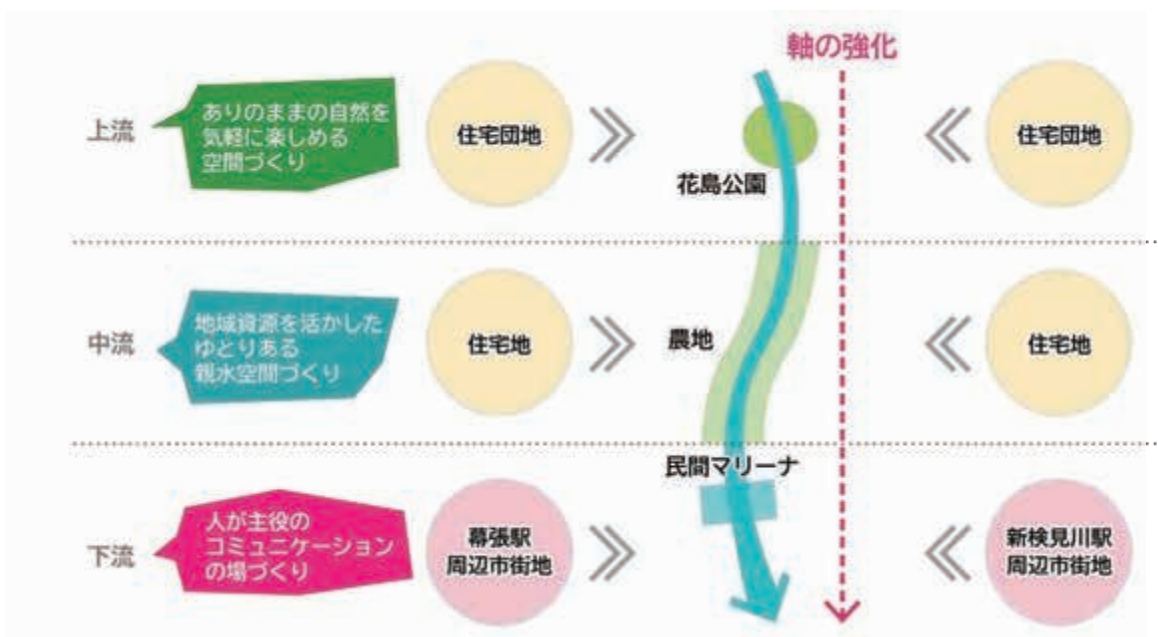 軸の強化
上流
ありのままの自然を
気軽に楽しめる
空間づくり
住宅団地
花島公園
住宅団地
中流
地域資源を活かした
ゆとりある
親水空間づくり
住宅地
農地
住宅地
下流
人が主役の
コミュニケーション
の場づくり
幕張駅
周辺市街地
民間マリーナ
新検見川駅
周辺市街地